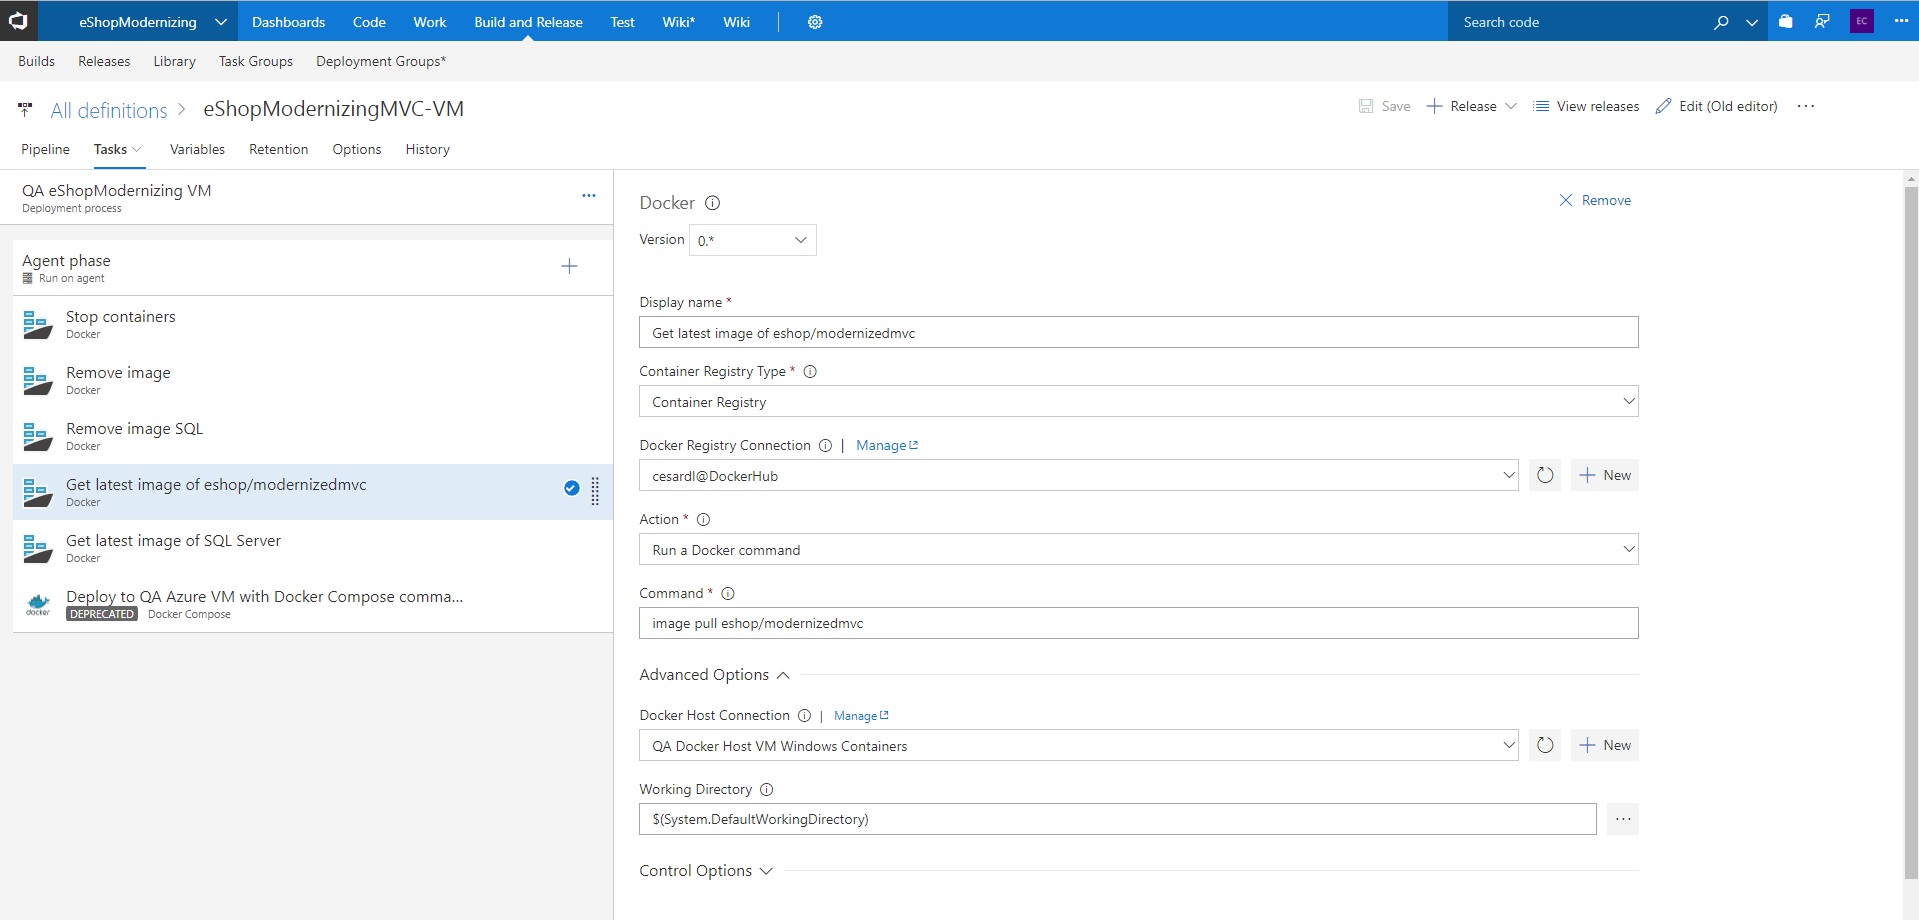 eShopModernizing Dashboards Code Work Build and Release Test Wiki* Wiki Search code EC
Builds Releases Library Task Groups Deployment Groups*
All definitions > eShopModernizingMVC-VM
Save Release View releases Edit (Old editor) ...
Pipeline Tasks Variables Retention Options History
QA eShopModernizing VM
Deployment process
Agent phase
Run on agent
Stop containers
Docker
Remove image
Docker
Remove image SQL
Docker
Get latest image of eshop/modernizedmvc
Docker
Get latest image of SQL Server
Docker
docker
Deploy to QA Azure VM with Docker Compose comma...
DEPRECATED Docker Compose
Docker
Remove
Version 0.*
Display name *
Get latest image of eshop/modernizedmvc
Container Registry Type *
Container Registry
Docker Registry Connection | Manage
cesardl@DockerHub
New
Action *
Run a Docker command
Command *
image pull eshop/modernizedmvc
Advanced Options
Docker Host Connection | Manage
QA Docker Host VM Windows Containers
New
Working Directory
$(System.DefaultWorkingDirectory)
...
Control Options